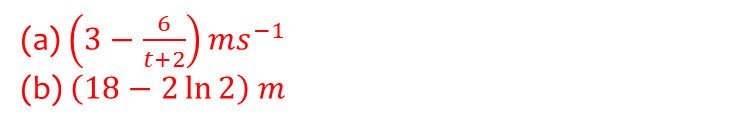 (a) (3 − 6/(t+2)) ms⁻¹
(b) (18 − 2 ln 2) m